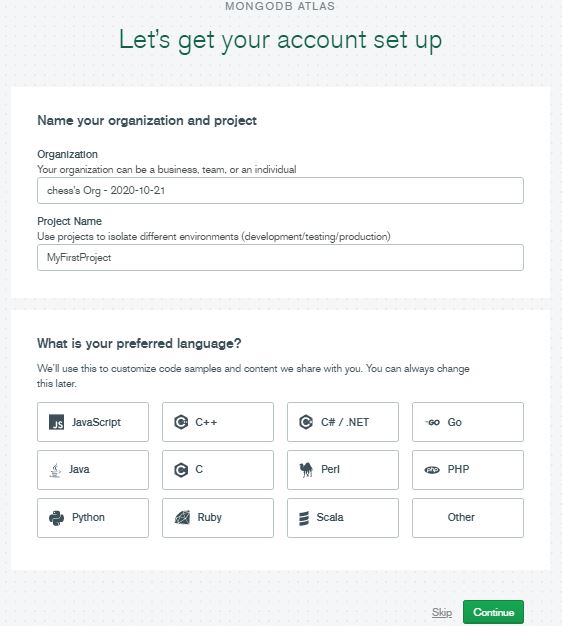 MONGODB ATLAS
Let's get your account set up
Name your organization and project
Organization
Your organization can be a business, team, or an individual
chess's Org - 2020-10-21
Project Name
Use projects to isolate different environments (development/testing/production)
MyFirstProject
What is your preferred language?
We'll use this to customize code samples and content we share with you. You can always change
this later.
JS JavaScript
C++
C# / .NET
GO Go
Java
C C
Perl
php PHP
Python
Ruby
Scala
Other
Skip
Continue